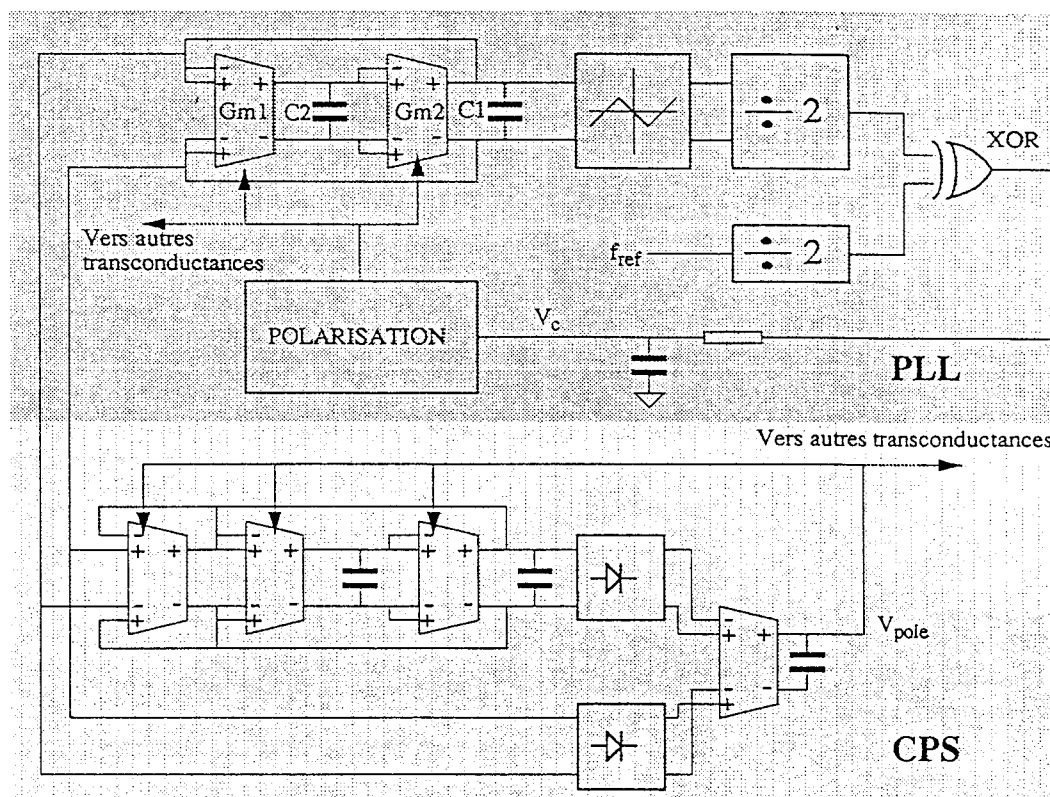 Gm1
C2
Gm2
C1
÷ 2
XOR
Vers autres
transconductances
f_ref
÷ 2
POLARISATION
V_c
PLL
Vers autres transconductances
V_pole
CPS